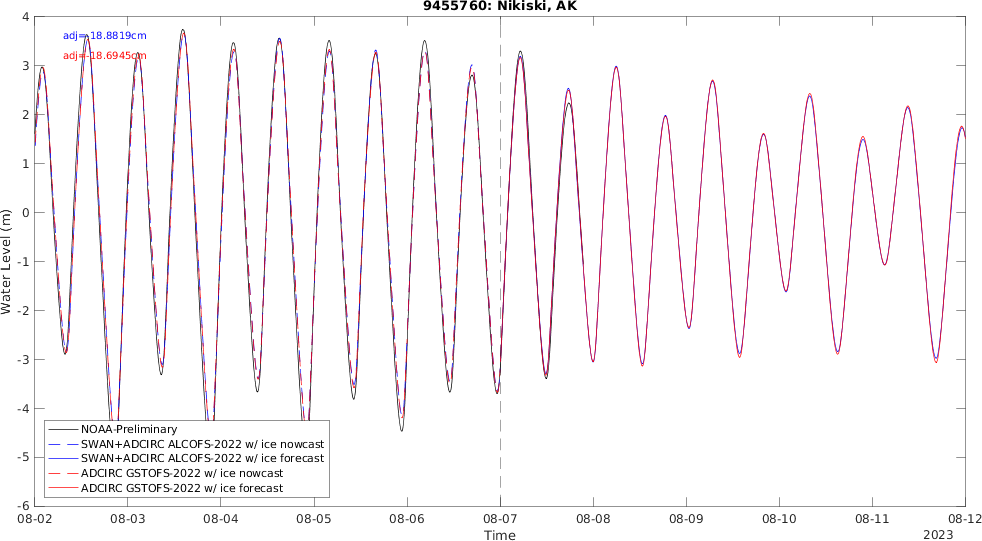 9455760: Nikiski, AK
adj=-18.8819cm
adj=-18.6945cm
4
3
2
1
0
-1
-2
-3
-4
-5
-6
Water Level (m)
NOAA-Preliminary
SWAN+ADCIRC ALCOFS-2022 w/ ice nowcast
SWAN+ADCIRC ALCOFS-2022 w/ ice forecast
ADCIRC GSTOFS-2022 w/ ice nowcast
ADCIRC GSTOFS-2022 w/ ice forecast
08-02 08-03 08-04 08-05 08-06 08-07 08-08 08-09 08-10 08-11 08-12
Time
2023